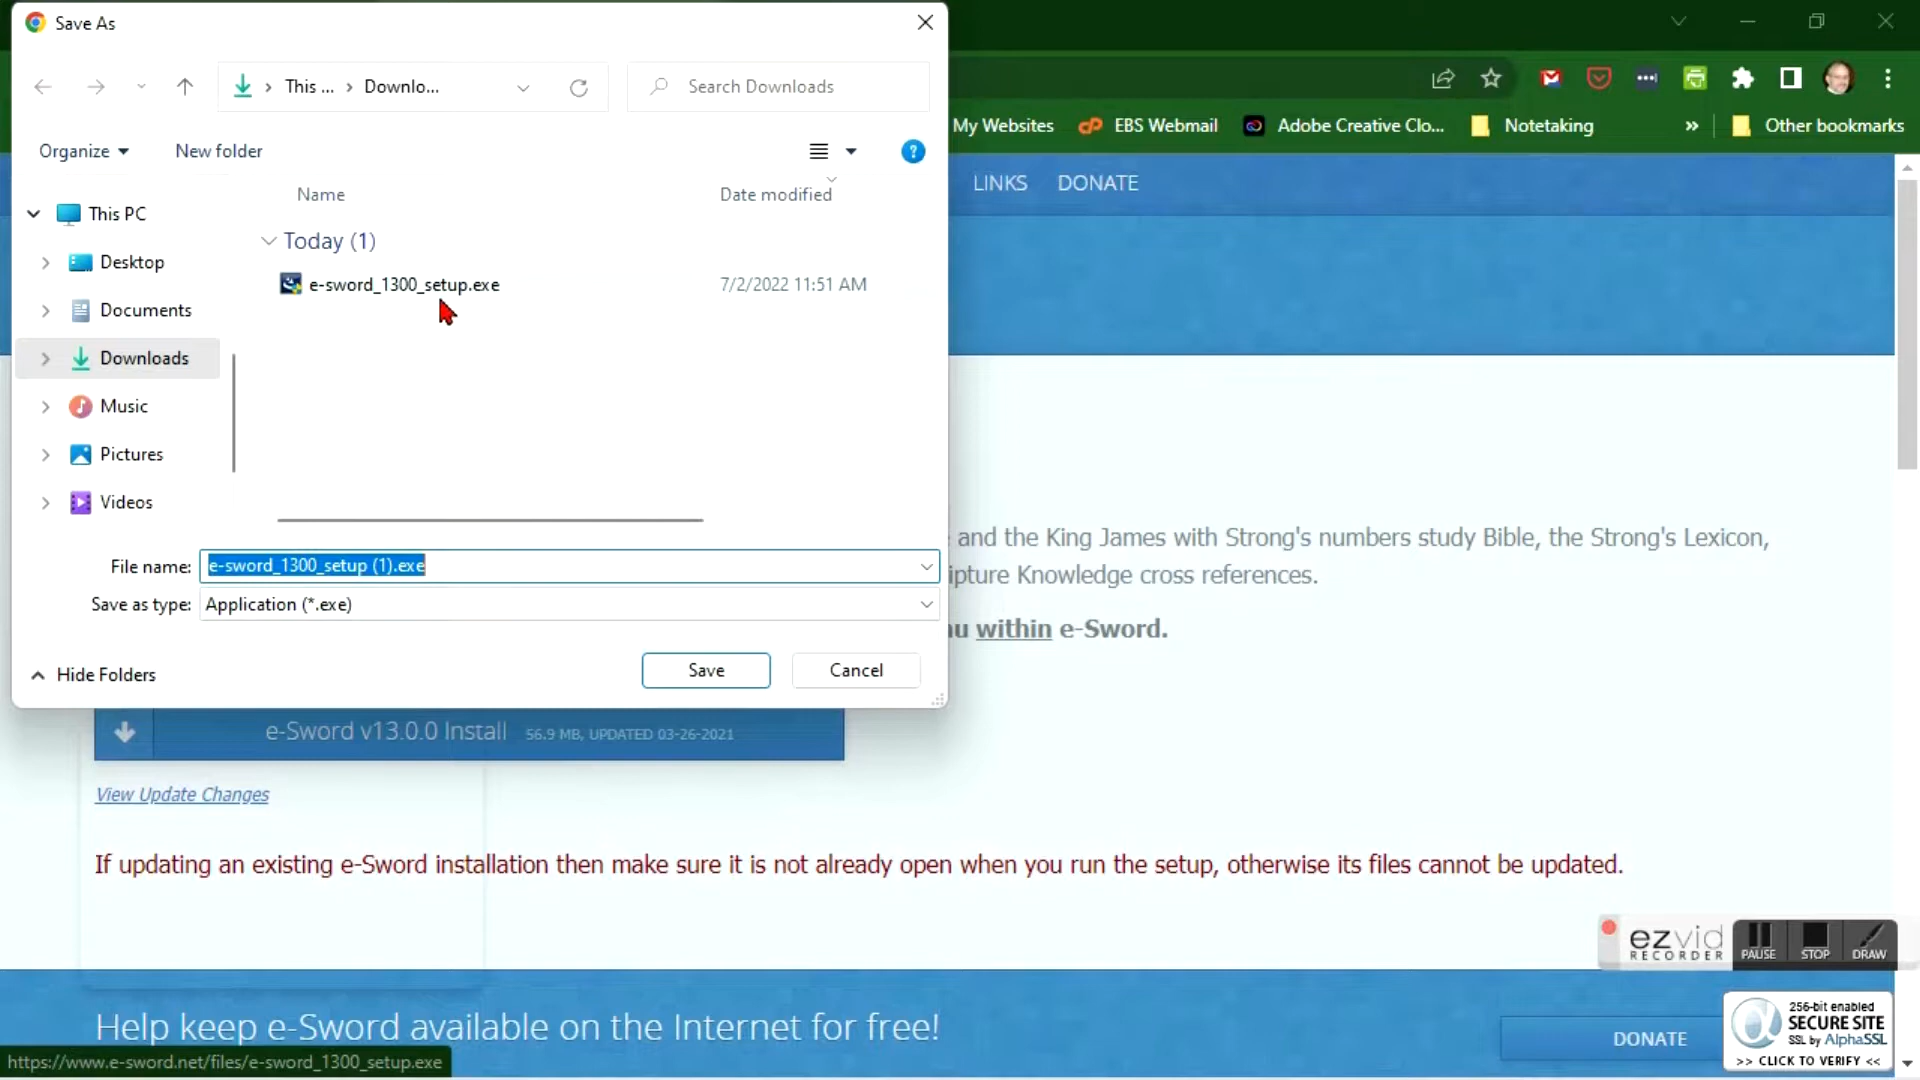 Save As
This ... > Downlo...
Search Downloads
Organize
New folder
Name
Date modified
This PC
Today (1)
Desktop
e-sword_1300_setup.exe
7/2/2022 11:51 AM
Documents
Downloads
Music
Pictures
Videos
File name:
e-sword_1300_setup (1).exe
Save as type:
Application (*.exe)
Hide Folders
Save
Cancel
My Websites
EBS Webmail
Adobe Creative Clo...
Notetaking
»
Other bookmarks
LINKS
DONATE
and the King James with Strong's numbers study Bible, the Strong's Lexicon,
ipture Knowledge cross references.
within e-Sword.
e-Sword v13.0.0 Install 56.9 MB, UPDATED 03-26-2021
View Update Changes
If updating an existing e-Sword installation then make sure it is not already open when you run the setup, otherwise its files cannot be updated.
ezvid
RECORDER
PAUSE
STOP
DRAW
Help keep e-Sword available on the Internet for free!
DONATE
256-bit enabled
SECURE SITE
SSL by AlphaSSL
>> CLICK TO VERIFY <<
https://www.e-sword.net/files/e-sword_1300_setup.exe